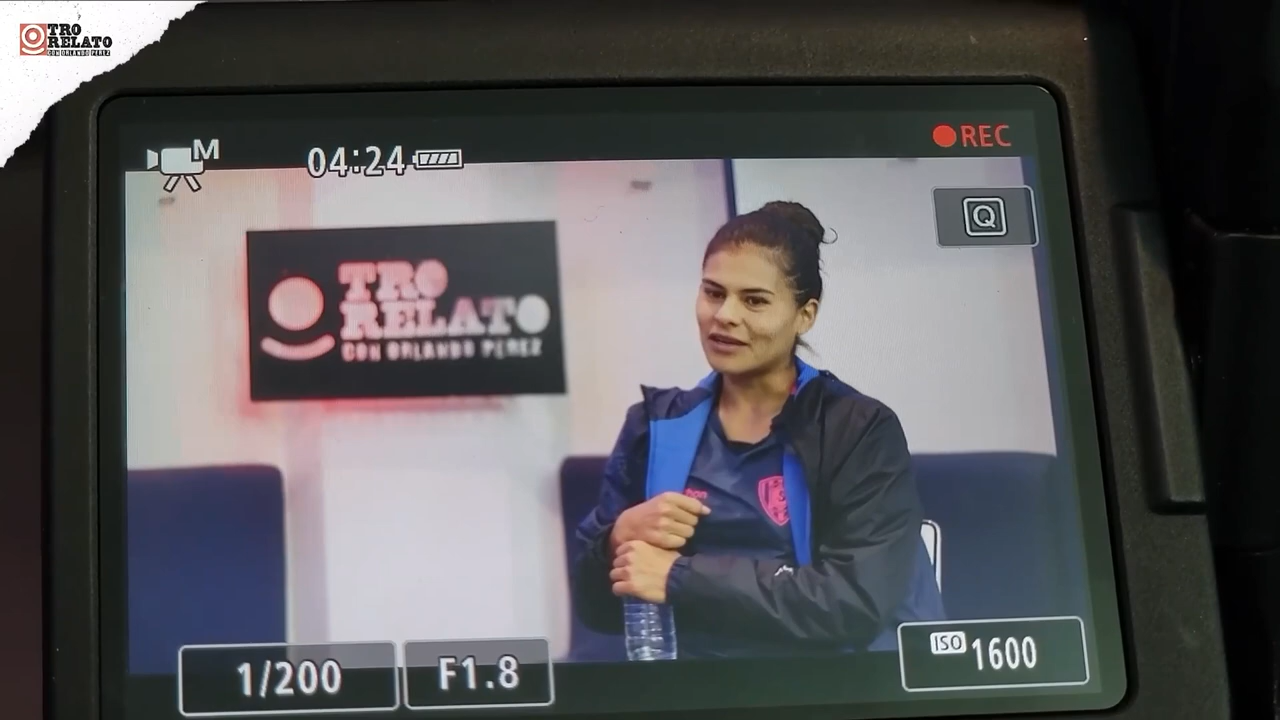 TRO
RELATO
CON ORLANDO PEREZ
M
04:24
REC
Q
TRO
RELATO
CON ORLANDO PEREZ
1/200
F1.8
ISO 1600